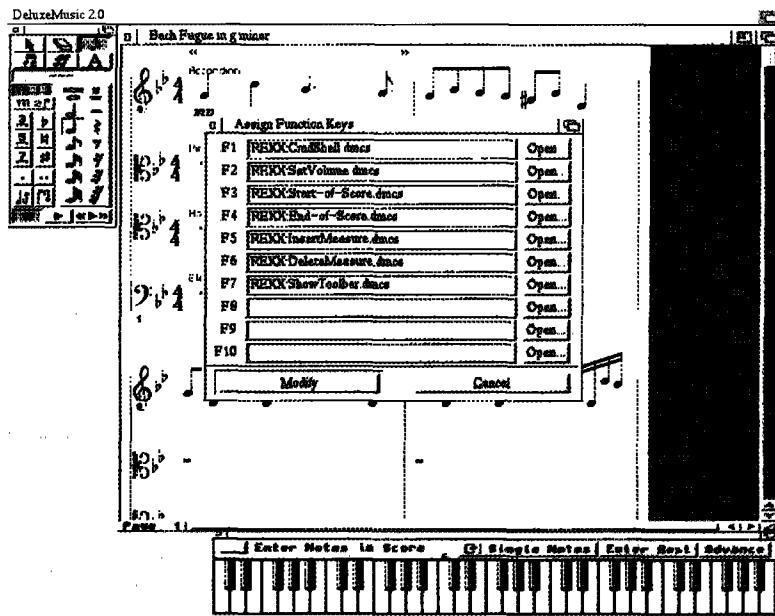 DeluxeMusic 2.0
Bach Fugue in g minor
Accordion
Assign Function Keys
F1 REXX:CmdShell.dmcs Open...
F2 REXX:SetVolume.dmcs Open...
F3 REXX:Start-of-Score.dmcs Open...
F4 REXX:End-of-Score.dmcs Open...
F5 REXX:InsertMeasure.dmcs Open...
F6 REXX:DeleteMeasure.dmcs Open...
F7 REXX:ShowToolbar.dmcs Open...
F8 Open...
F9 Open...
F10 Open...
Modify Cancel
Page 1
Enter Notes in Score Single Notes Enter Rest Advance